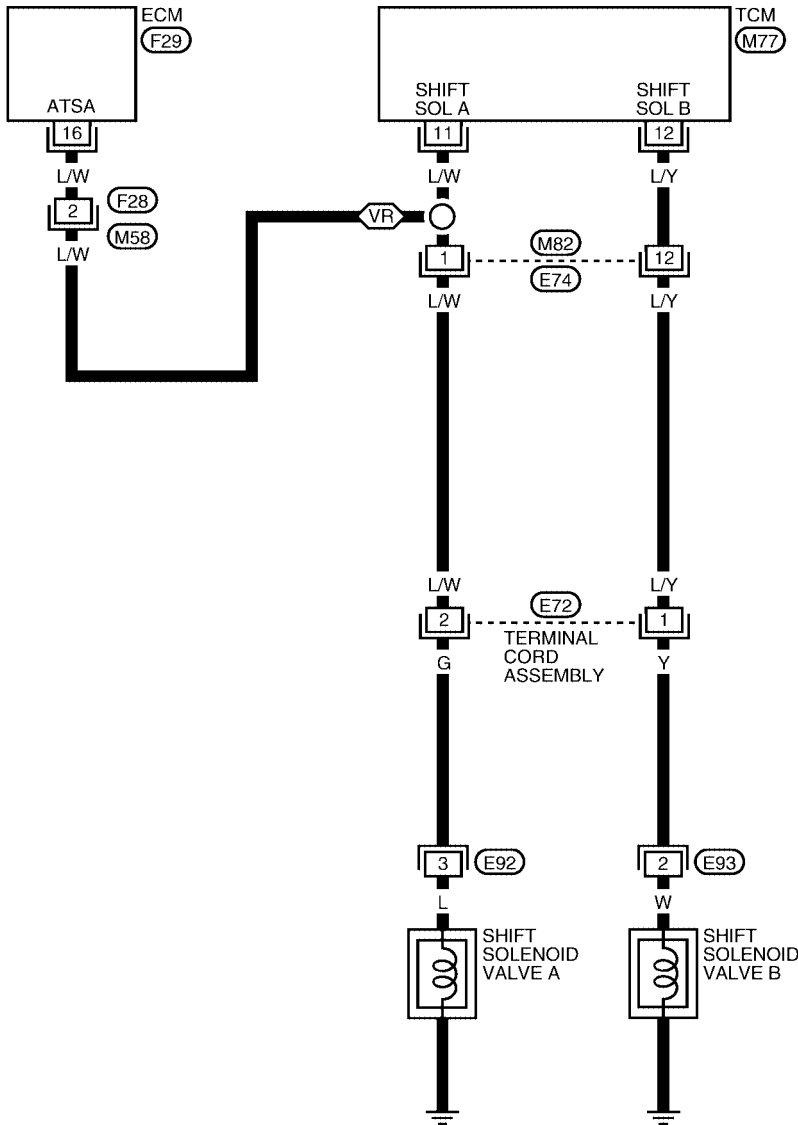 ECM
F29
TCM
M77
ATSA
SHIFT
SOL A
SHIFT
SOL B
16
11
12
L/W
L/W
L/Y
2
F28
M58
VR
L/W
1
M82
E74
12
L/W
L/Y
L/W
L/Y
2
E72
1
TERMINAL
CORD
ASSEMBLY
G
Y
3
E92
2
E93
L
W
SHIFT
SOLENOID
VALVE A
SHIFT
SOLENOID
VALVE B